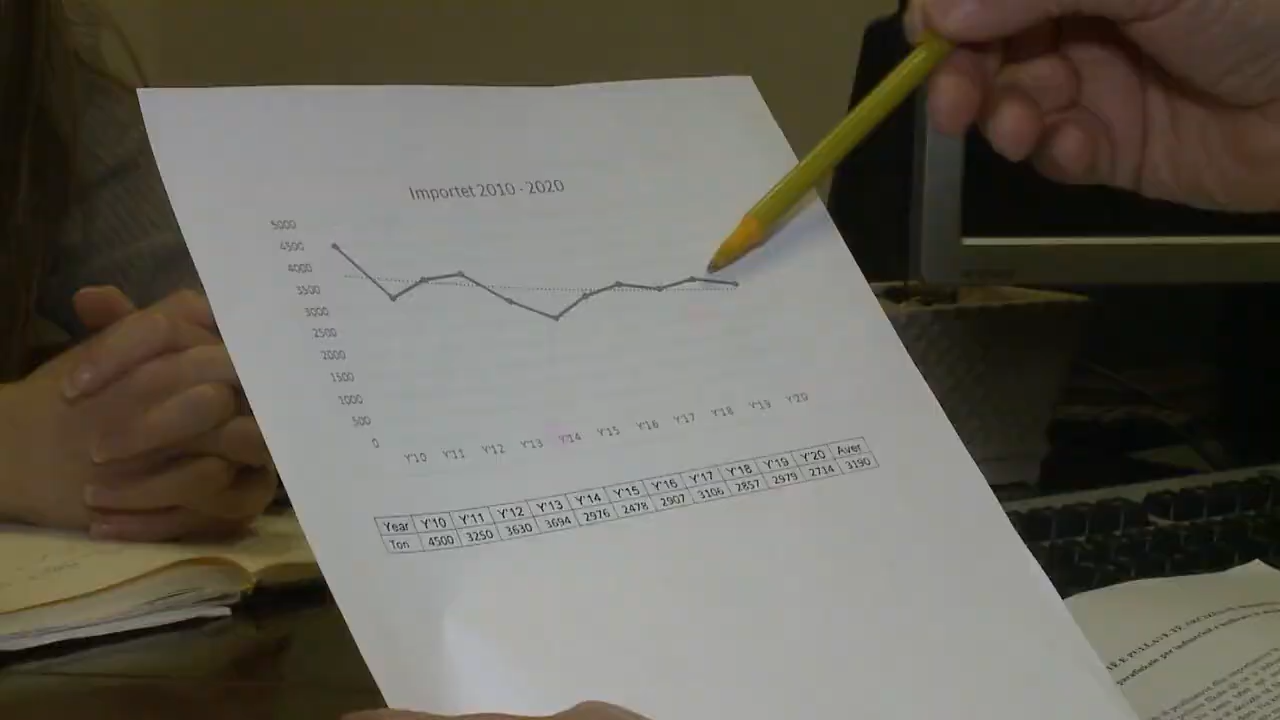 Importet 2010 - 2020
5000
4500
4000
3500
3000
2500
2000
1500
1000
500
0
Y'10 Y'11 Y'12 Y'13 Y'14 Y'15 Y'16 Y'17 Y'18 Y'19 Y'20
Year Y'10 Y'11 Y'12 Y'13 Y'14 Y'15 Y'16 Y'17 Y'18 Y'19 Y'20 Aver
Ton 4500 3250 3630 3694 2976 2478 2907 3106 2857 2979 2714 3190